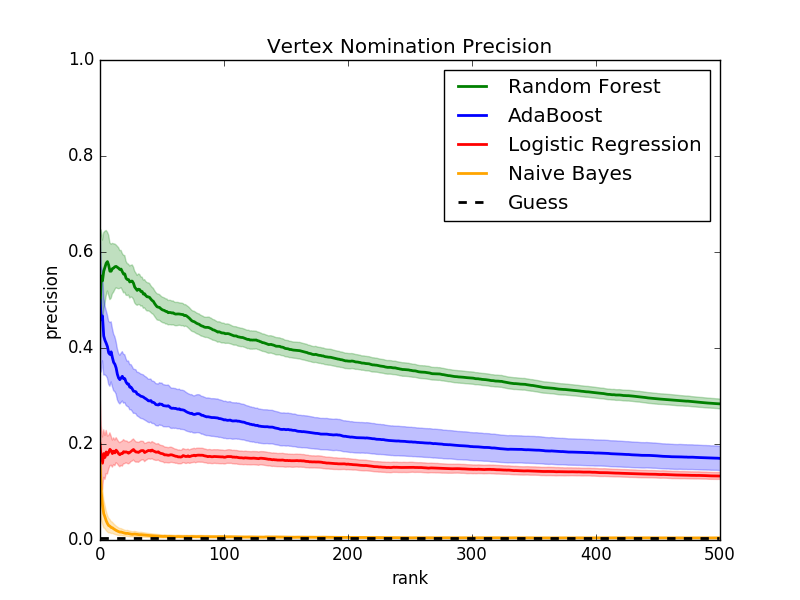 Vertex Nomination Precision
1.0
0.8
0.6
0.4
0.2
0.0
precision
Random Forest
AdaBoost
Logistic Regression
Naive Bayes
Guess
0 100 200 300 400 500
rank